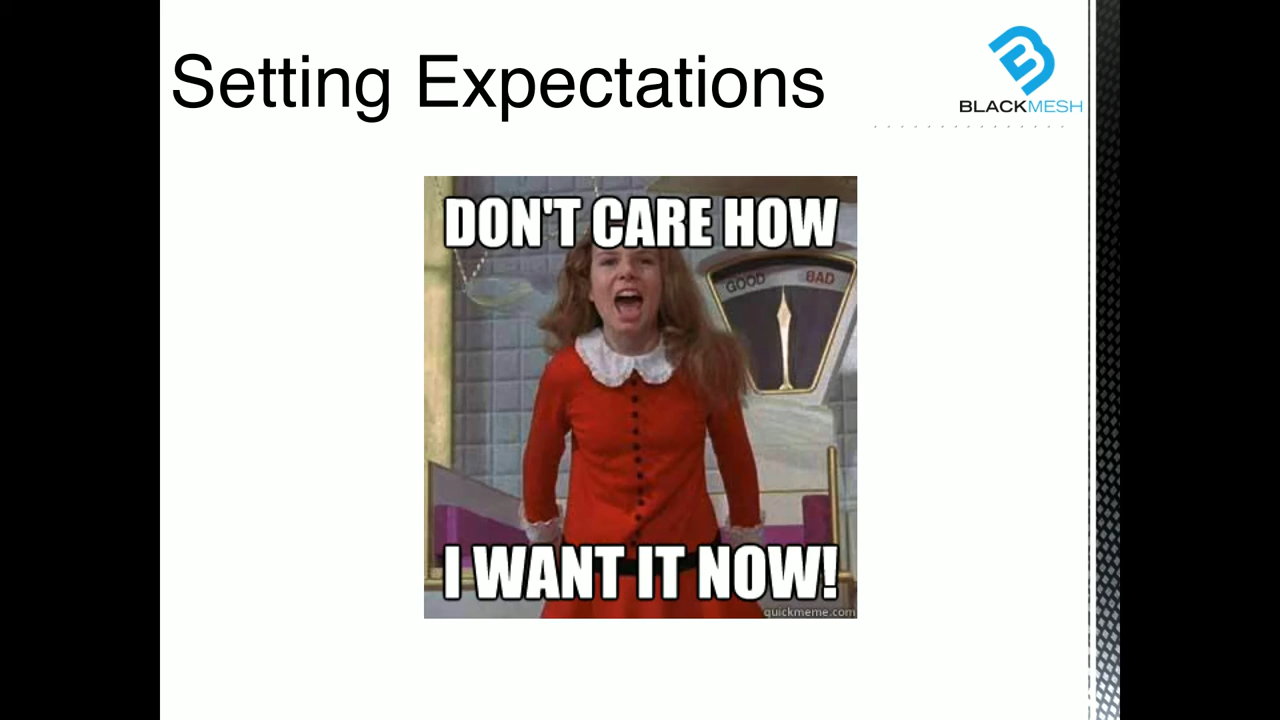 Setting Expectations
BLACKMESH
DON'T CARE HOW
GOOD BAD
I WANT IT NOW!
quickmeme.com